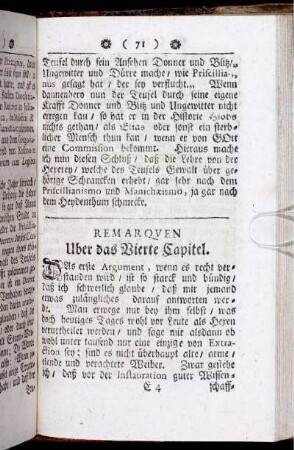 ( 71 )
Teufel durch sein Ansehen Donner und Blitz/
Ungewitter und Dürre mache, wie Priscillia-
nus gesagt hat / der sey verflucht... Wenn
dannenhero nun der Teufel durch seine eigene
Krafft Donner und Blitz und Ungewitter nicht
erregen kan / so hat er in der Historie Hiobs
nichts gethan/ als etwas oder sonst ein sterb-
licher Mensch thun kan / wenn er von GOtt
eine Commission bekommt. Hieraus mache
ich nun diesen Schluß, daß die Lehre von der
Hexerey/ welche des Teufels Gewalt über ge-
hörige Schrancken erhebt/ gar sehr nach dem
Priscillianismo und Manichæismo, ja gar nach
dem Heydenthum schmecke.
REMARQVEN
Uber das Vierte Capitel.
DAs erste Argument, wenn es recht ver-
standen wird / ist so starck und bündig/
daß ich schwerlich glaube / daß mit jemand
etwas zulängliches darauf antworten wer-
de. Man erwege nur bey ihm selbst / was
doch heutiges Tages wohl vor Leute als Hexen
verurtheilet werden / und sage mir alsdann ob
wohl unter tausend nur eine einzige von Extra-
ction sey; sind es nicht überhaupt alte/ arme/
elende und verachtete Weiber. Zwar gestehe
ich / daß vor der Instauration guter Wissen-
E 4 schaff-